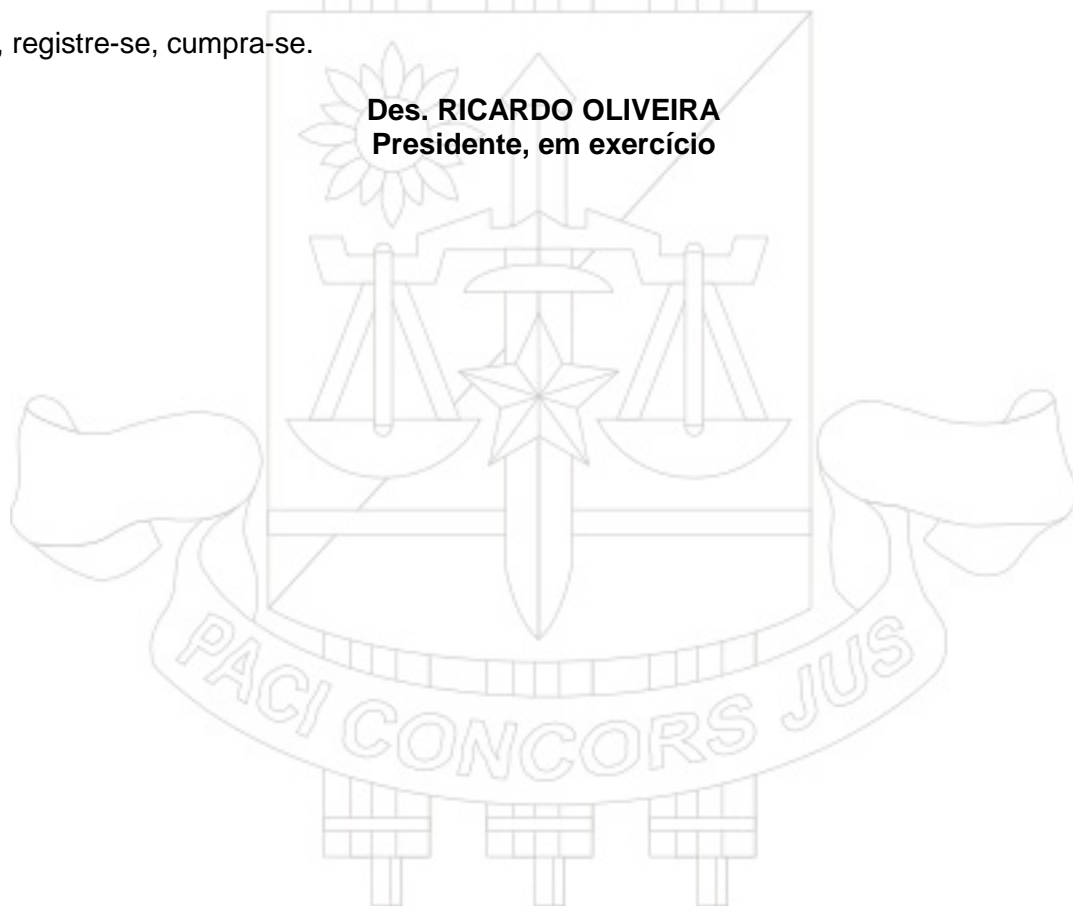 , registre-se, cumpra-se.
Des. RICARDO OLIVEIRA
Presidente, em exercício
PACI CONCORS JUS